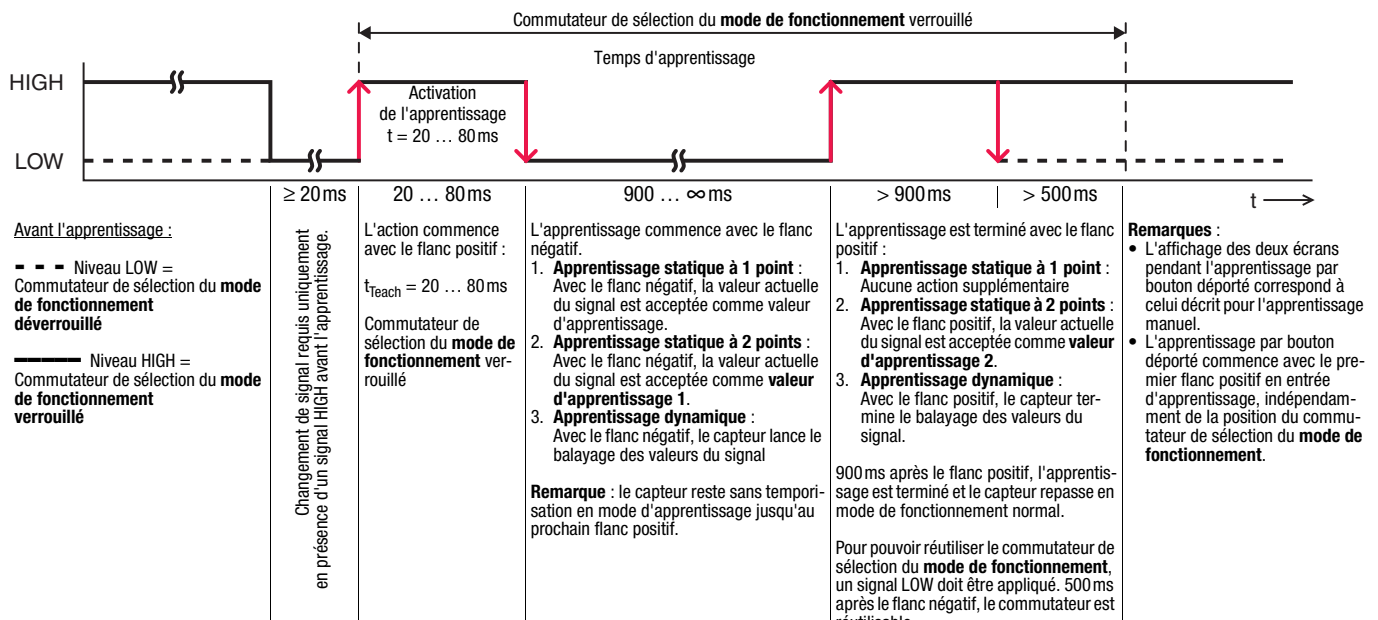 Commutateur de sélection du mode de fonctionnement verrouillé
Temps d'apprentissage
HIGH
Activation
de l'apprentissage
t = 20 … 80 ms
LOW
≥ 20 ms
20 … 80 ms
900 … ∞ ms
> 900 ms
> 500 ms
t
Avant l'apprentissage :
Niveau LOW =
Commutateur de sélection du mode
de fonctionnement
déverrouillé
Niveau HIGH =
Commutateur de sélection du mode
de fonctionnement
verrouillé
Changement de signal requis uniquement
en présence d'un signal HIGH avant l'apprentissage.
L'action commence
avec le flanc positif :
tTeach = 20 … 80 ms
Commutateur de
sélection du mode de
fonctionnement ver-
rouillé
L'apprentissage commence avec le flanc
négatif.
1. Apprentissage statique à 1 point :
Avec le flanc négatif, la valeur actuelle
du signal est acceptée comme valeur
d'apprentissage.
2. Apprentissage statique à 2 points :
Avec le flanc négatif, la valeur actuelle
du signal est acceptée comme valeur
d'apprentissage 1.
3. Apprentissage dynamique :
Avec le flanc négatif, le capteur lance le
balayage des valeurs du signal
Remarque : le capteur reste sans tempori-
sation en mode d'apprentissage jusqu'au
prochain flanc positif.
L'apprentissage est terminé avec le flanc
positif :
1. Apprentissage statique à 1 point :
Aucune action supplémentaire
2. Apprentissage statique à 2 points :
Avec le flanc positif, la valeur actuelle
du signal est acceptée comme valeur
d'apprentissage 2.
3. Apprentissage dynamique :
Avec le flanc positif, le capteur ter-
mine le balayage des valeurs du
signal.
900 ms après le flanc positif, l'apprentis-
sage est terminé et le capteur repasse en
mode de fonctionnement normal.
Pour pouvoir réutiliser le commutateur de
sélection du mode de fonctionnement,
un signal LOW doit être appliqué. 500 ms
après le flanc négatif, le commutateur est
Remarques :
• L'affichage des deux écrans
pendant l'apprentissage par
bouton déporté correspond à
celui décrit pour l'apprentissage
manuel.
• L'apprentissage par bouton
déporté commence avec le pre-
mier flanc positif en entrée
d'apprentissage, indépendam-
ment de la position du commu-
tateur de sélection du mode de
fonctionnement.